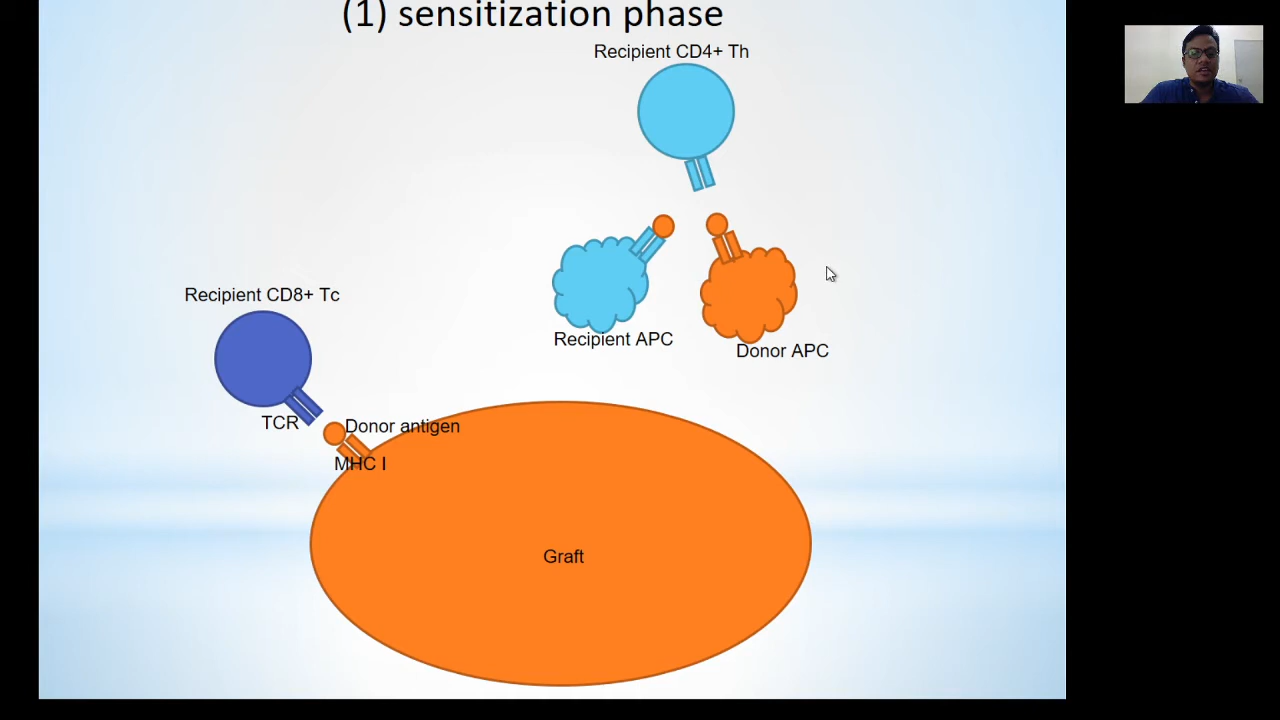 (1) sensitization phase
Recipient CD4+ Th
Recipient CD8+ Tc
Recipient APC
Donor APC
TCR
Donor antigen
MHC I
Graft